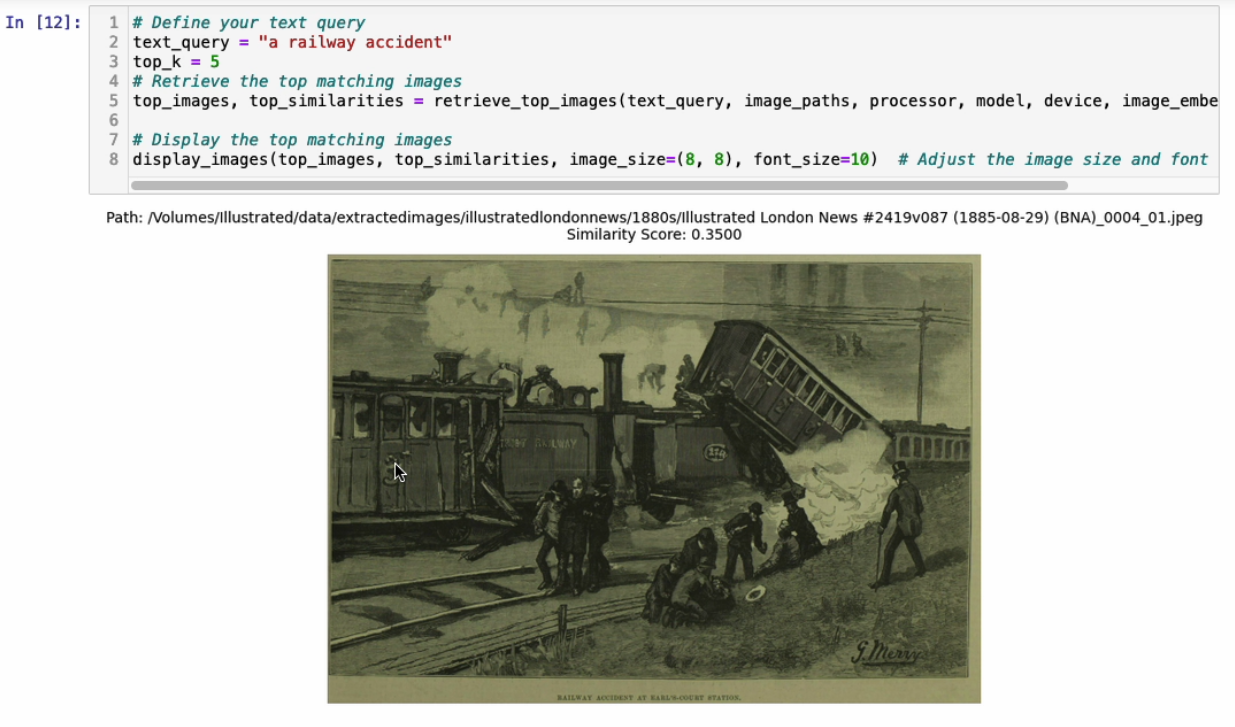 In [12]:
1 # Define your text query
2 text_query = "a railway accident"
3 top_k = 5
4 # Retrieve the top matching images
5 top_images, top_similarities = retrieve_top_images(text_query, image_paths, processor, model, device, image_embe
6
7 # Display the top matching images
8 display_images(top_images, top_similarities, image_size=(8, 8), font_size=10)  # Adjust the image size and font
Path: /Volumes/Illustrated/data/extractedimages/illustratedlondonnews/1880s/Illustrated London News #2419v087 (1885-08-29) (BNA)_0004_01.jpeg
Similarity Score: 0.3500
RAILWAY
G. Merry
RAILWAY ACCIDENT AT EARL'S-COURT STATION.